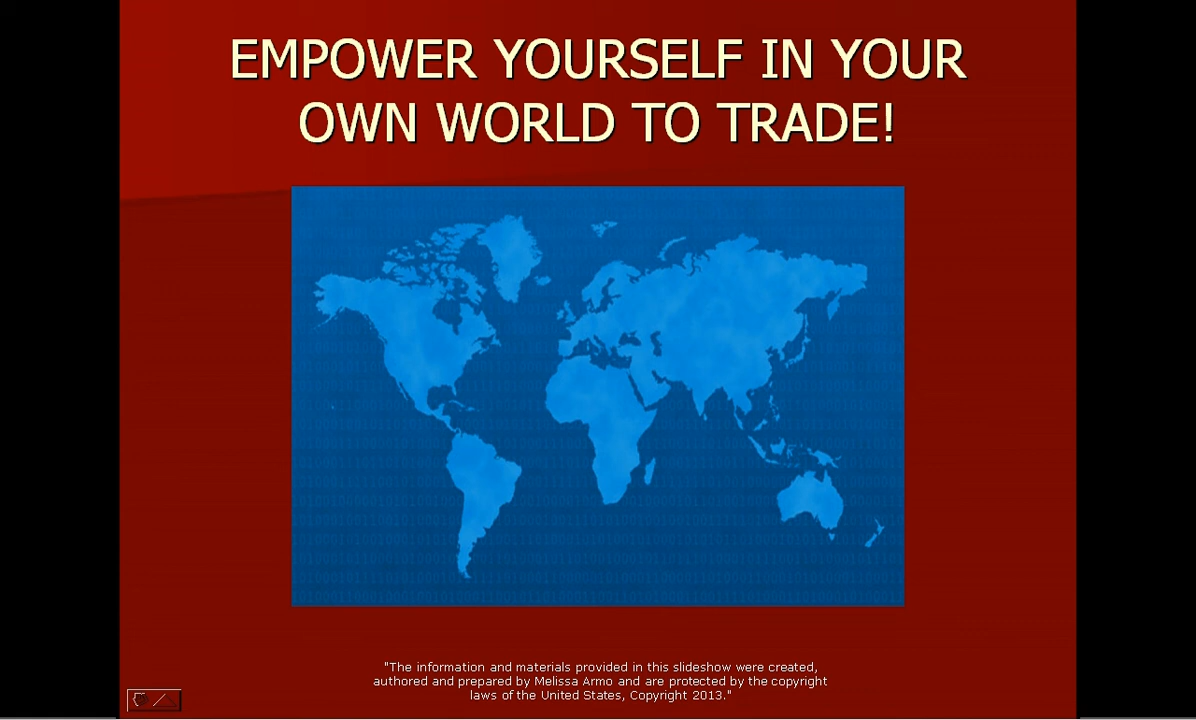 EMPOWER YOURSELF IN YOUR
OWN WORLD TO TRADE!
"The information and materials provided in this slideshow were created,
authored and prepared by Melissa Armo and are protected by the copyright
laws of the United States, Copyright 2013."